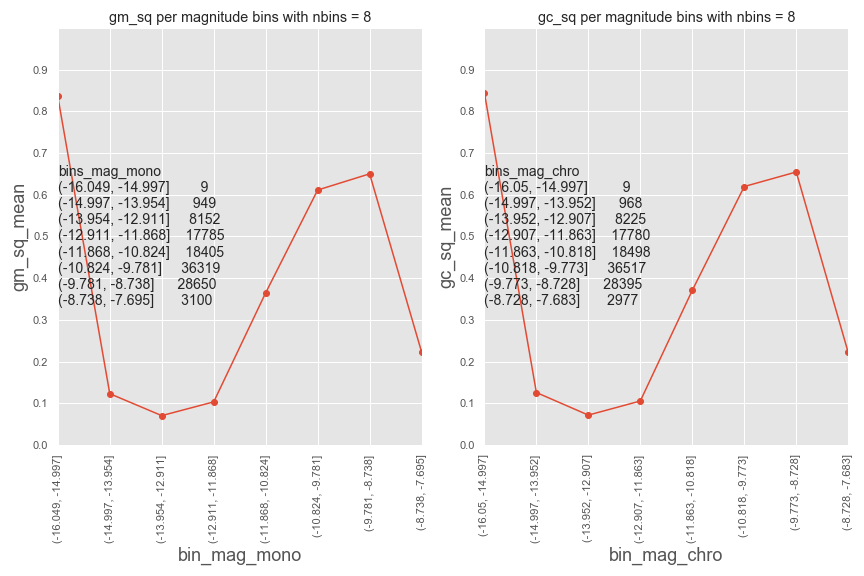 gm_sq per magnitude bins with nbins = 8
gm_sq_mean
0.9
0.8
0.7
0.6
0.5
0.4
0.3
0.2
0.1
0.0
bins_mag_mono
(-16.049, -14.997] 9
(-14.997, -13.954] 949
(-13.954, -12.911] 8152
(-12.911, -11.868] 17785
(-11.868, -10.824] 18405
(-10.824, -9.781] 36319
(-9.781, -8.738] 28650
(-8.738, -7.695] 3100
(-16.049, -14.997]
(-14.997, -13.954]
(-13.954, -12.911]
(-12.911, -11.868]
(-11.868, -10.824]
(-10.824, -9.781]
(-9.781, -8.738]
(-8.738, -7.695]
bin_mag_mono
gc_sq per magnitude bins with nbins = 8
gc_sq_mean
0.9
0.8
0.7
0.6
0.5
0.4
0.3
0.2
0.1
0.0
bins_mag_chro
(-16.05, -14.997] 9
(-14.997, -13.952] 968
(-13.952, -12.907] 8225
(-12.907, -11.863] 17780
(-11.863, -10.818] 18498
(-10.818, -9.773] 36517
(-9.773, -8.728] 28395
(-8.728, -7.683] 2977
(-16.05, -14.997]
(-14.997, -13.952]
(-13.952, -12.907]
(-12.907, -11.863]
(-11.863, -10.818]
(-10.818, -9.773]
(-9.773, -8.728]
(-8.728, -7.683]
bin_mag_chro